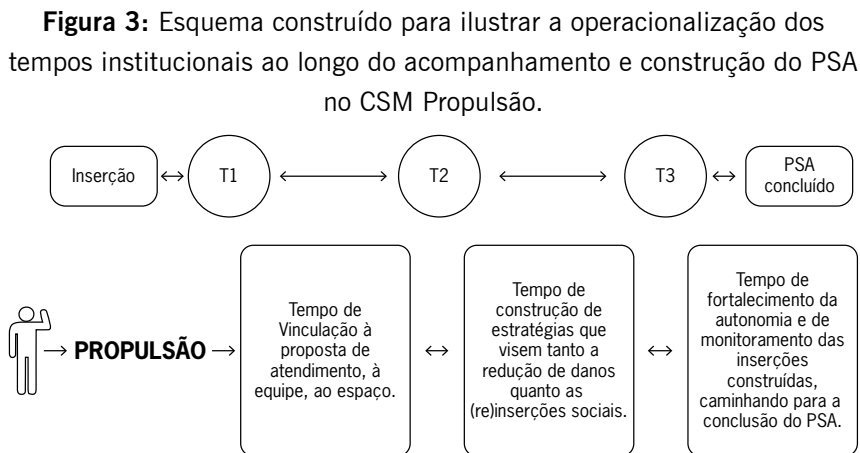 Figura 3: Esquema construído para ilustrar a operacionalização dos
tempos institucionais ao longo do acompanhamento e construção do PSA
no CSM Propulsão.
Inserção
T1
T2
T3
PSA
concluído
PROPULSÃO
Tempo de
Vinculação à
proposta de
atendimento, à
equipe, ao espaço.
Tempo de
construção de
estratégias que
visem tanto a
redução de danos
quanto as
(re)inserções sociais.
Tempo de
fortalecimento da
autonomia e de
monitoramento das
inserções
construídas,
caminhando para a
conclusão do PSA.